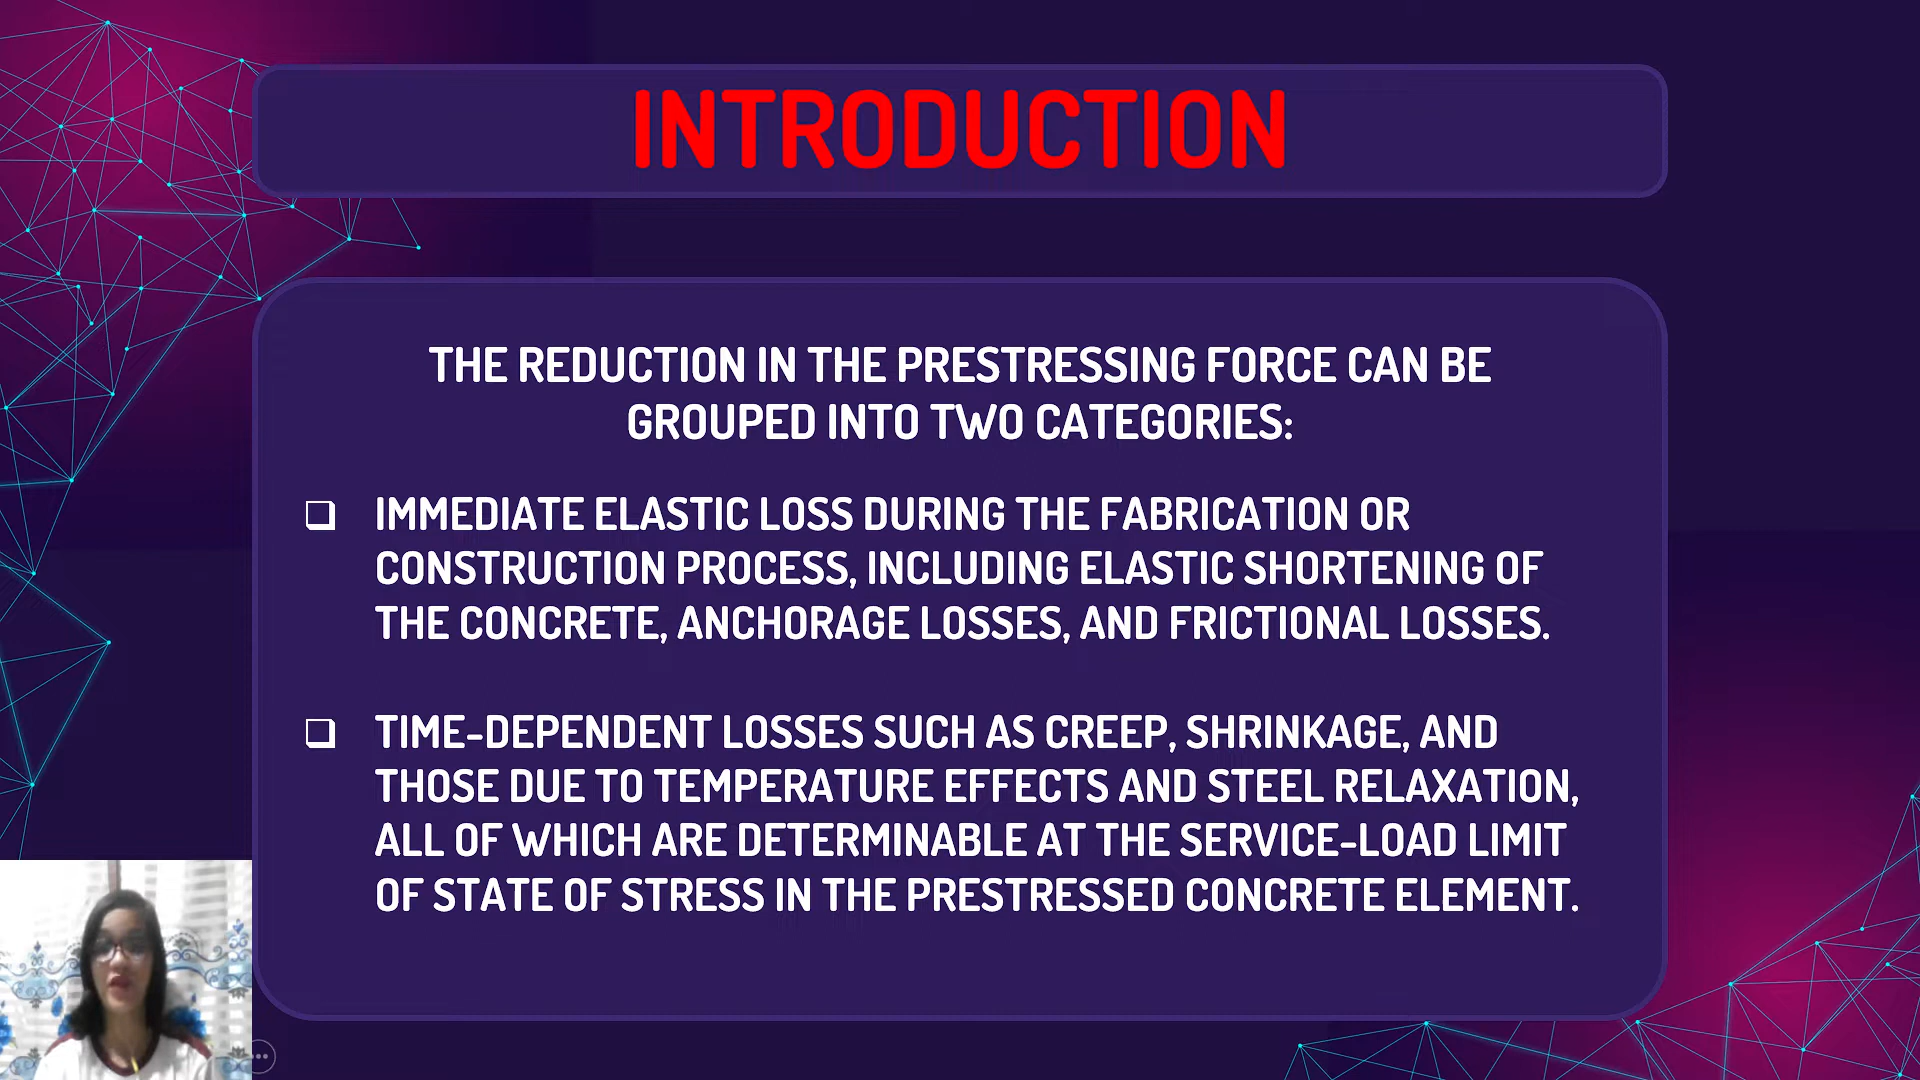 INTRODUCTION
THE REDUCTION IN THE PRESTRESSING FORCE CAN BE
GROUPED INTO TWO CATEGORIES:
IMMEDIATE ELASTIC LOSS DURING THE FABRICATION OR
CONSTRUCTION PROCESS, INCLUDING ELASTIC SHORTENING OF
THE CONCRETE, ANCHORAGE LOSSES, AND FRICTIONAL LOSSES.
TIME-DEPENDENT LOSSES SUCH AS CREEP, SHRINKAGE, AND
THOSE DUE TO TEMPERATURE EFFECTS AND STEEL RELAXATION,
ALL OF WHICH ARE DETERMINABLE AT THE SERVICE-LOAD LIMIT
OF STATE OF STRESS IN THE PRESTRESSED CONCRETE ELEMENT.